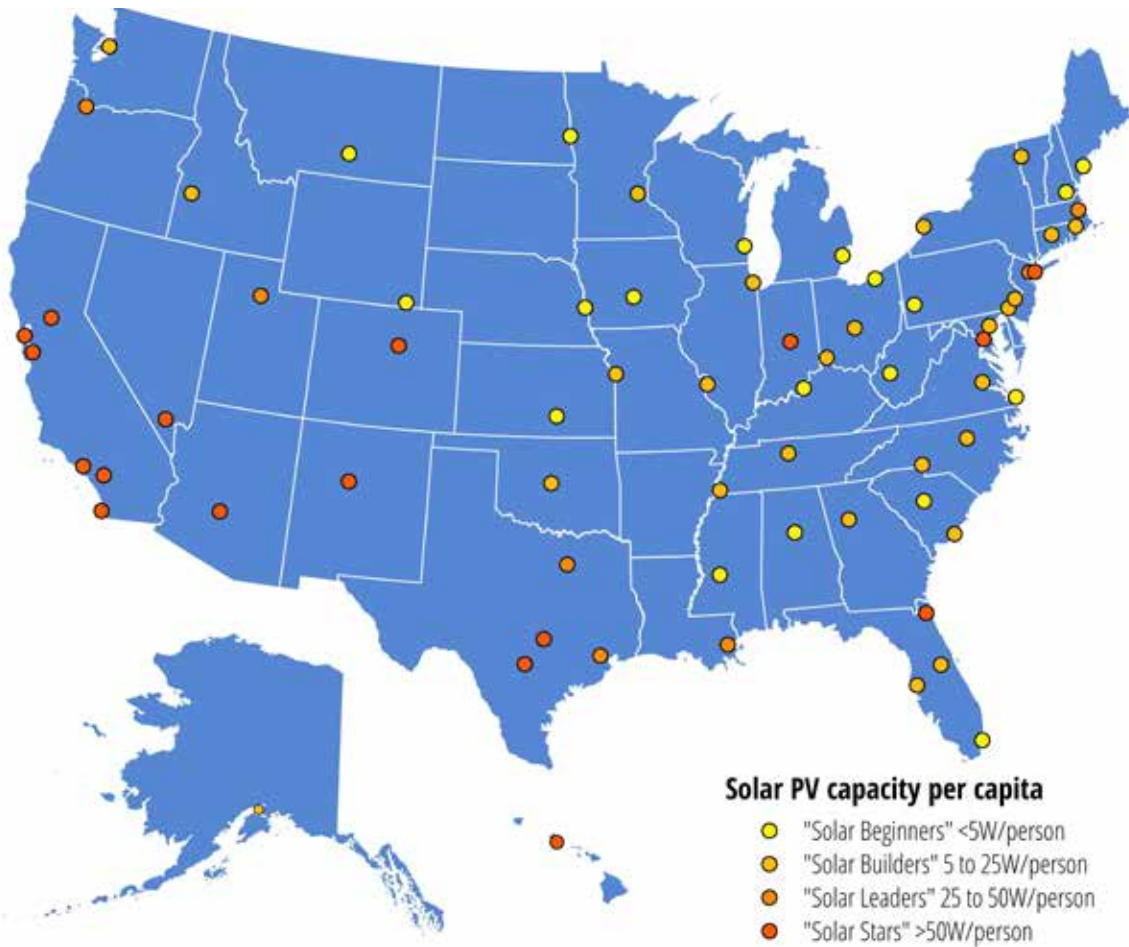 Solar PV capacity per capita
"Solar Beginners" <5W/person
"Solar Builders" 5 to 25W/person
"Solar Leaders" 25 to 50W/person
"Solar Stars" >50W/person